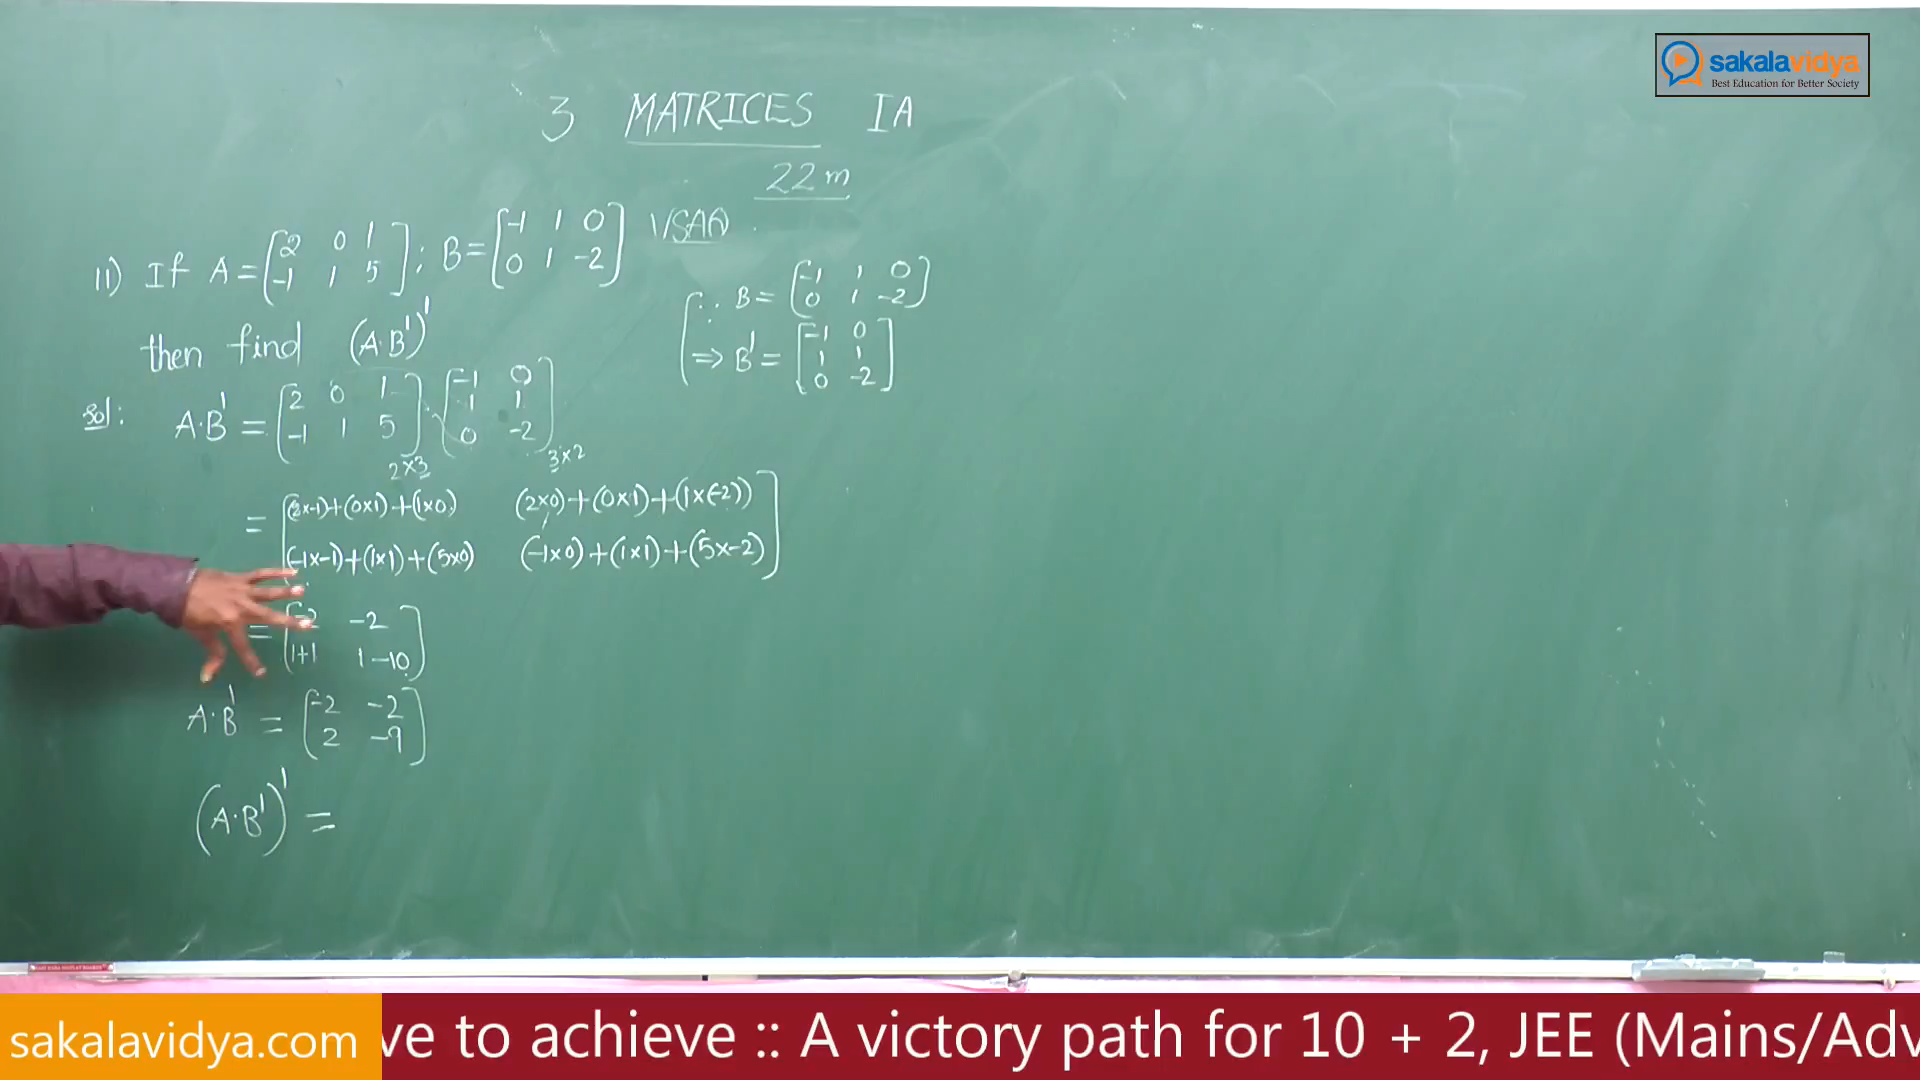 sakalavidya
Best Education for Better Society
3 MATRICES IA
22m
11) If A = [2 0 1 ; B = [-1 1 0 VSAQ
-1 1 5] 0 1 -2]
then find (A·B')'
∵ B = [-1 1 0
0 1 -2]
⇒ B' = [-1 0
1 1
0 -2]
Sol: A·B' = [2 0 1 [-1 0
-1 1 5] 1 1
0 -2]
2×3 3×2
= [(2×-1)+(0×1)+(1×0) (2×0)+(0×1)+(1×(-2))
(-1×-1)+(1×1)+(5×0) (-1×0)+(1×1)+(5×-2)]
= [-2 -2
1+1 1-10]
A·B' = [-2 -2
2 -9]
(A·B')' =
sakalavidya.com ve to achieve :: A victory path for 10 + 2, JEE (Mains/Adv